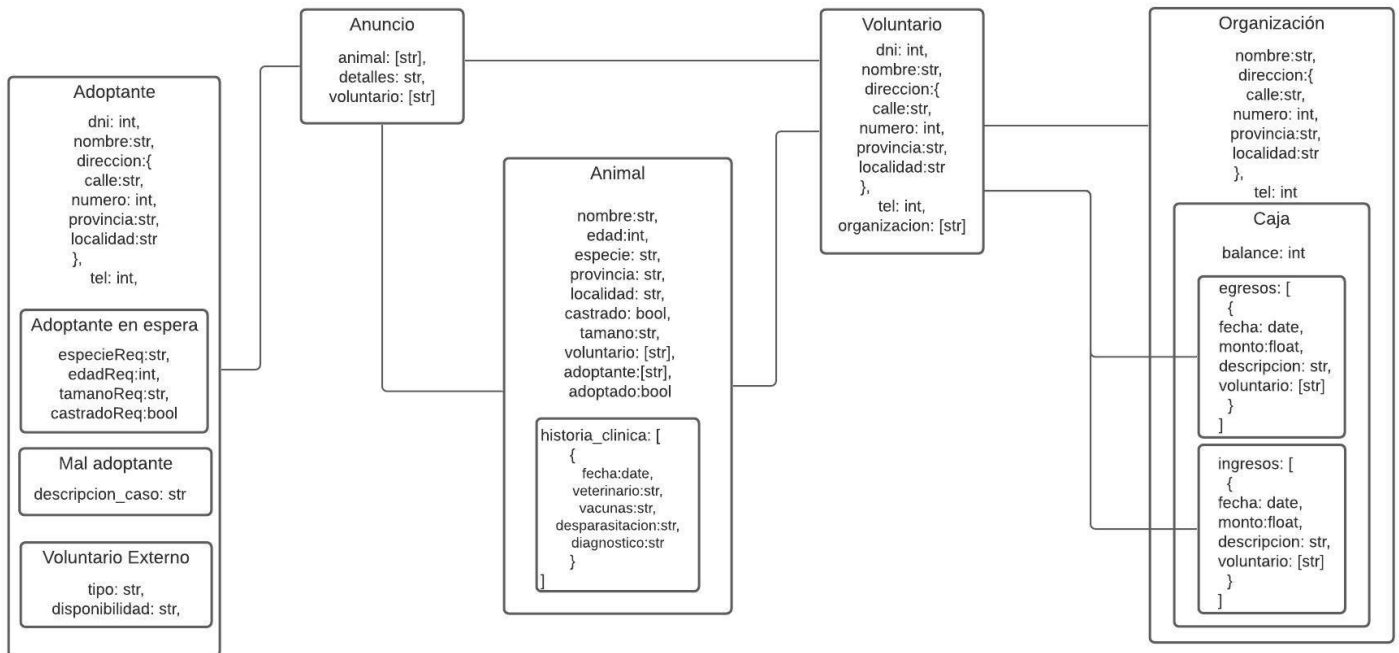 Adoptante
dni: int,
nombre:str,
direccion:{
calle:str,
numero: int,
provincia:str,
localidad:str
},
tel: int,
Adoptante en espera
especieReq:str,
edadReq:int,
tamanoReq:str,
castradoReq:bool
Mal adoptante
descripcion_caso: str
Voluntario Externo
tipo: str,
disponibilidad: str,
Anuncio
animal: [str],
detalles: str,
voluntario: [str]
Animal
nombre:str,
edad:int,
especie: str,
provincia: str,
localidad: str,
castrado: bool,
tamano:str,
voluntario: [str],
adoptante:[str],
adoptado:bool
historia_clinica: [
{
fecha:date,
veterinario:str,
vacunas:str,
desparasitacion:str,
diagnostico:str
}
]
Voluntario
dni: int,
nombre:str,
direccion:{
calle:str,
numero: int,
provincia:str,
localidad:str
},
tel: int,
organizacion: [str]
Organización
nombre:str,
direccion:{
calle:str,
numero: int,
provincia:str,
localidad:str
},
tel: int
Caja
balance: int
egresos: [
{
fecha: date,
monto:float,
descripcion: str,
voluntario: [str]
}
]
ingresos: [
{
fecha: date,
monto:float,
descripcion: str,
voluntario: [str]
}
]